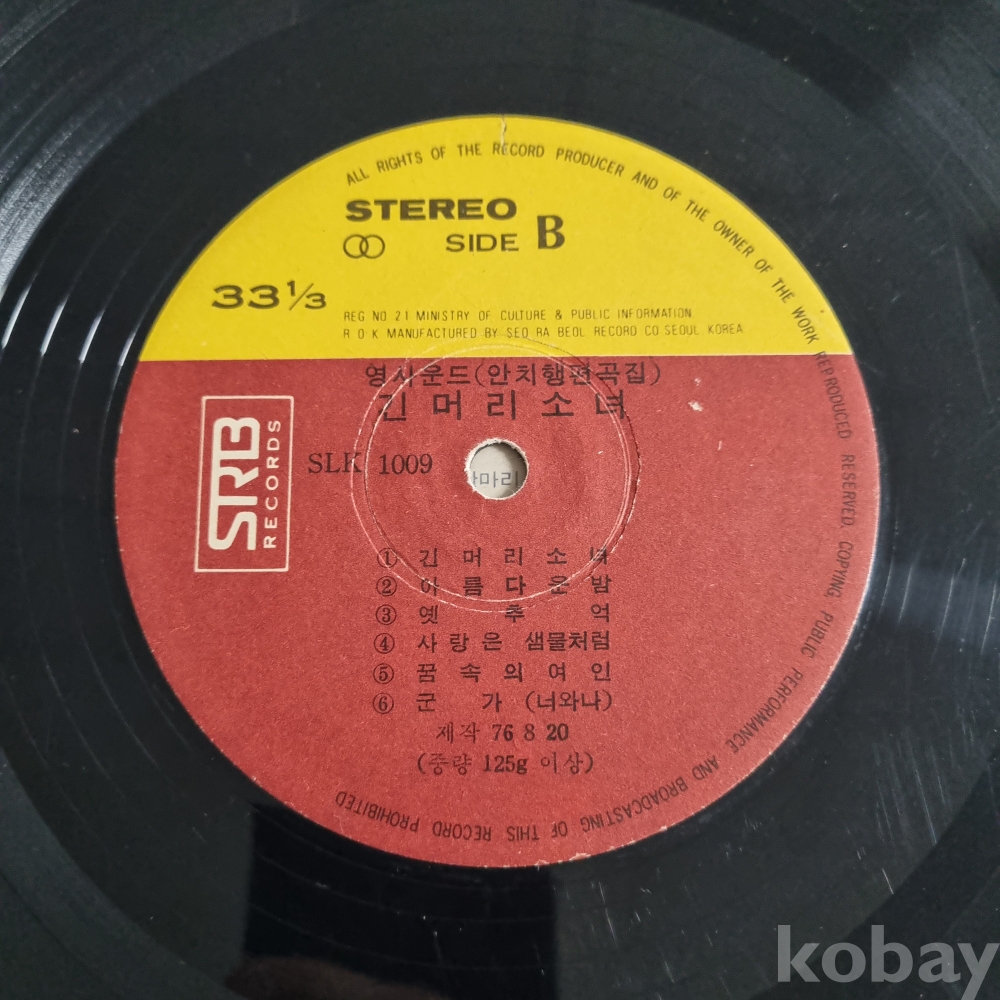 ALL RIGHTS OF THE RECORD PRODUCER AND OF THE OWNER OF THE WORK REPRODUCED RESERVED. COPYING, PUBLIC PERFORMANCE AND BROADCASTING OF THIS RECORD PROHIBITED
STEREO
SIDE B
33 1/3
REG NO 21 MINISTRY OF CULTURE & PUBLIC INFORMATION
R O K MANUFACTURED BY SEO RA BEOL RECORD CO SEOUL KOREA
영사운드(안치행편곡집)
긴머리소녀
SRB
RECORDS
SLK 1009
마리
① 긴머리소녀
② 아름다운밤
③ 옛추억
④ 사랑은 샘물처럼
⑤ 꿈속의여인
⑥ 군가 (너와나)
제작 76 8 20
(중량 125g 이상)
kobay